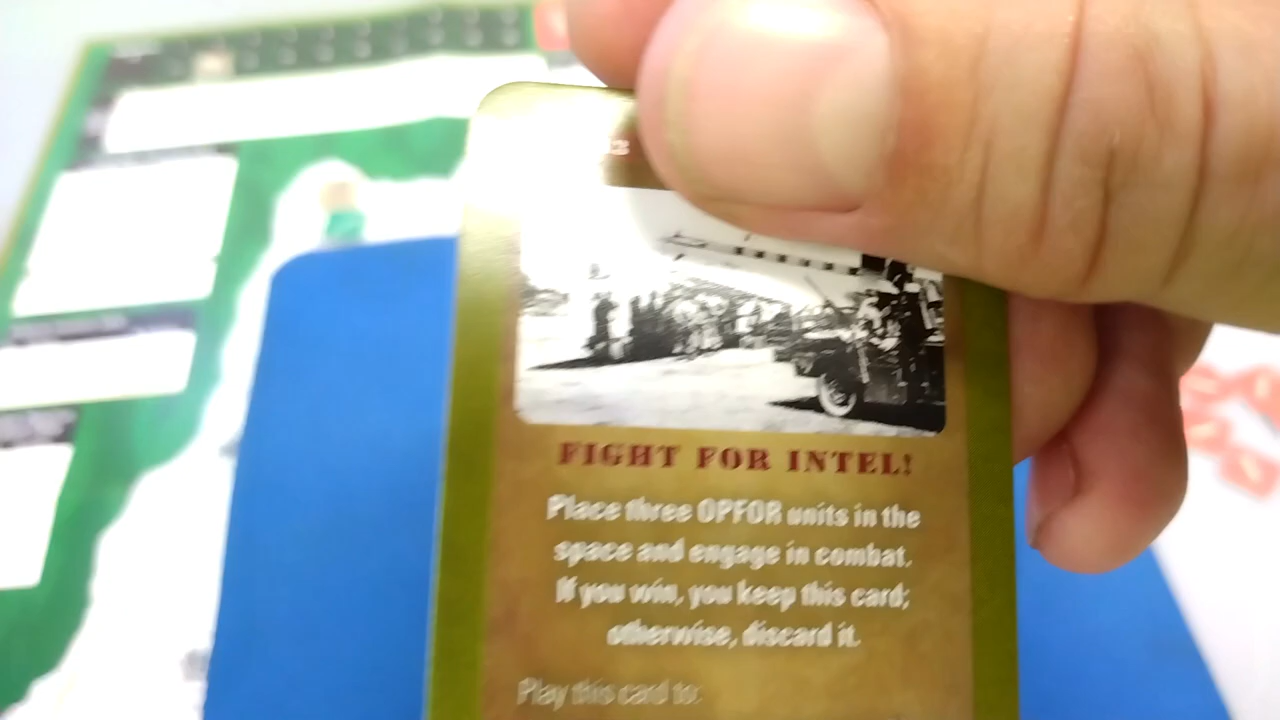 FIGHT FOR INTEL!
Place three OPFOR units in the
space and engage in combat.
If you win, you keep this card;
otherwise, discard it.
Play this card to: